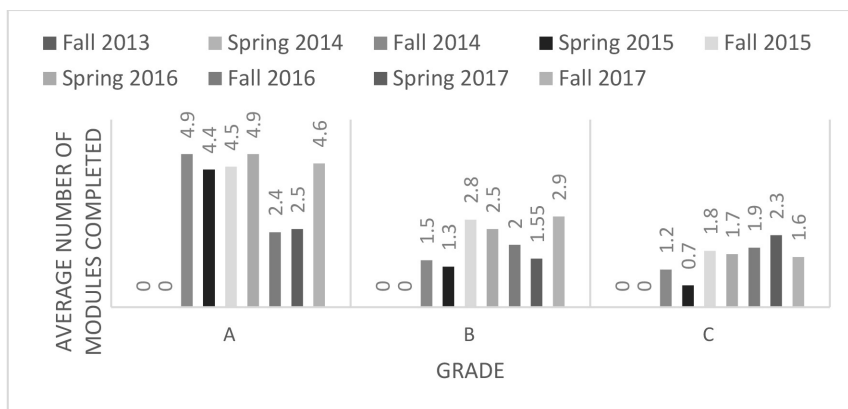 Fall 2013 Spring 2014 Fall 2014 Spring 2015 Fall 2015
Spring 2016 Fall 2016 Spring 2017 Fall 2017
AVERAGE NUMBER OF
MODULES COMPLETED
0 0 4.9 4.4 4.5 4.9 2.4 2.5 4.6
0 0 1.5 1.3 2.8 2.5 2 1.55 2.9
0 0 1.2 0.7 1.8 1.7 1.9 2.3 1.6
A B C
GRADE